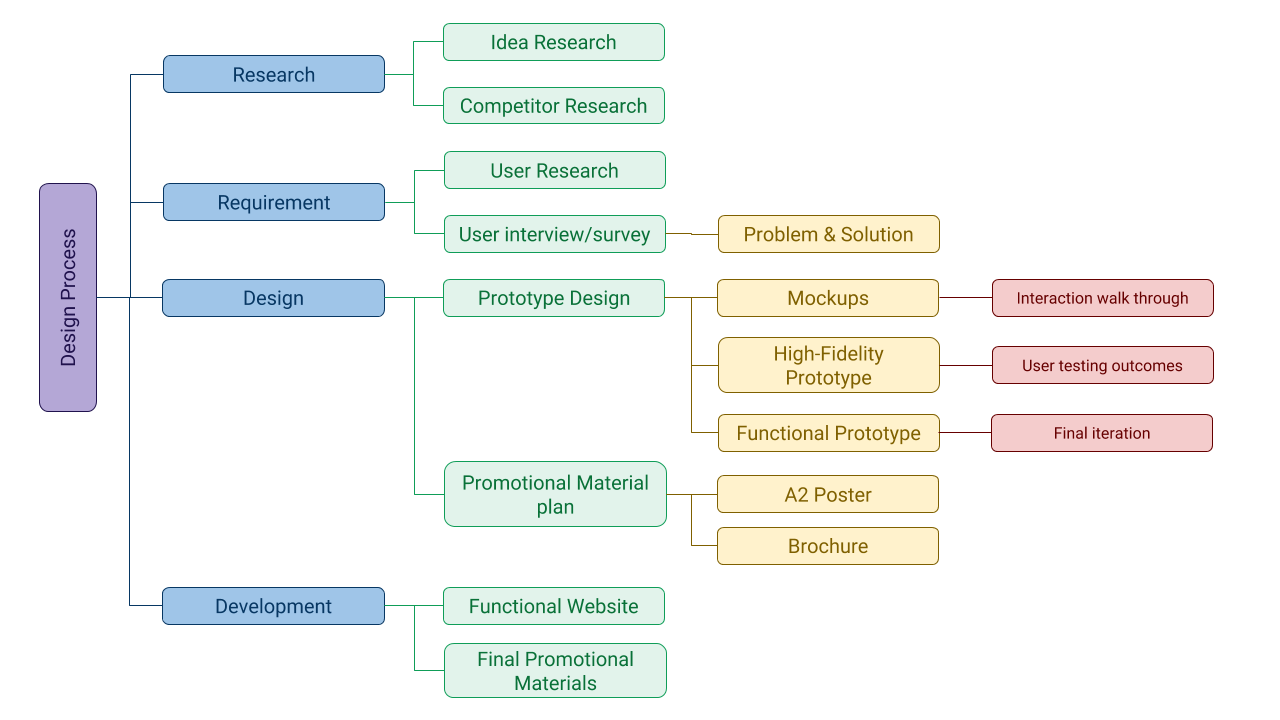 Design Process
Research
Idea Research
Competitor Research
Requirement
User Research
User interview/survey
Problem & Solution
Design
Prototype Design
Mockups
Interaction walk through
High-Fidelity
Prototype
User testing outcomes
Functional Prototype
Final iteration
Promotional Material
plan
A2 Poster
Brochure
Development
Functional Website
Final Promotional
Materials